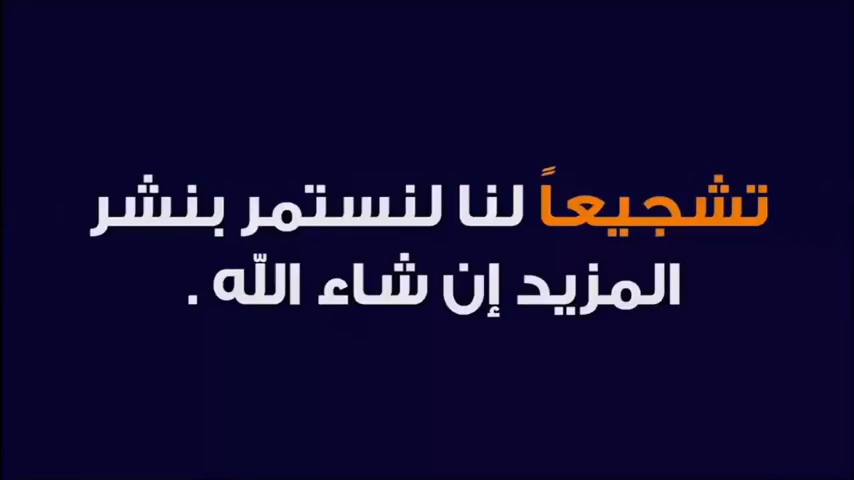 تشجيعاً لنا لنستمر بنشر
المزيد إن شاء الله .